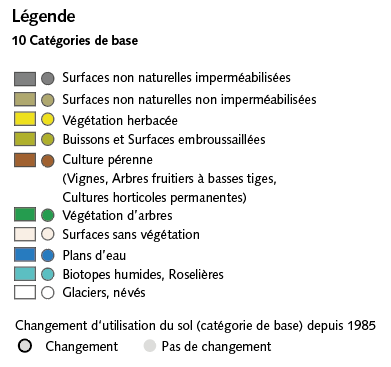 Légende
10 Catégories de base
Surfaces non naturelles imperméabilisées
Surfaces non naturelles non imperméabilisées
Végétation herbacée
Buissons et Surfaces embroussaillées
Culture pérenne
(Vignes, Arbres fruitiers à basses tiges,
Cultures horticoles permanentes)
Végétation d'arbres
Surfaces sans végétation
Plans d'eau
Biotopes humides, Roselières
Glaciers, névés
Changement d'utilisation du sol (catégorie de base) depuis 1985
Changement Pas de changement